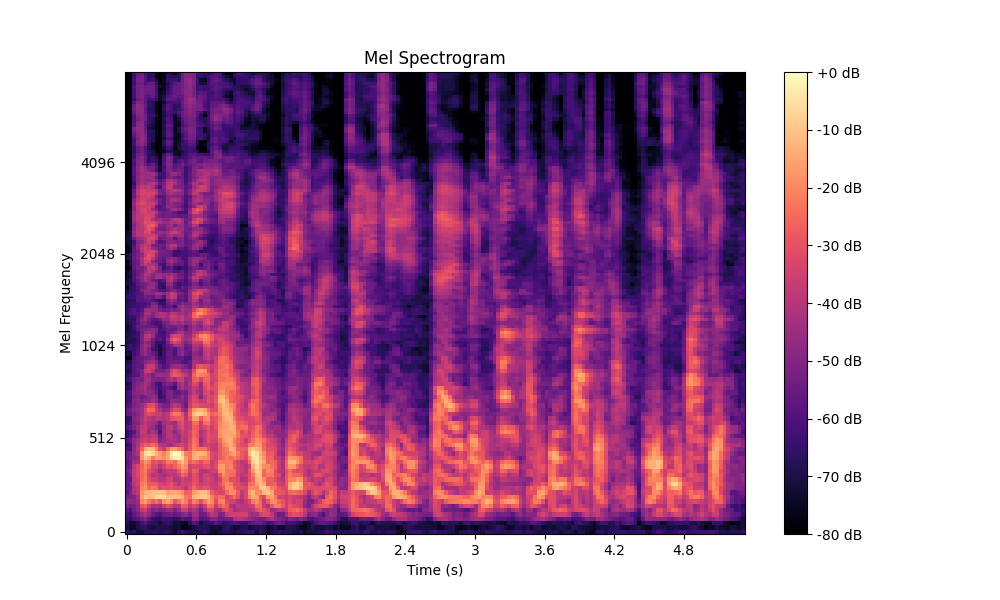 Mel Spectrogram
Mel Frequency
4096
2048
1024
512
0
0 0.6 1.2 1.8 2.4 3 3.6 4.2 4.8
Time (s)
+0 dB
-10 dB
-20 dB
-30 dB
-40 dB
-50 dB
-60 dB
-70 dB
-80 dB